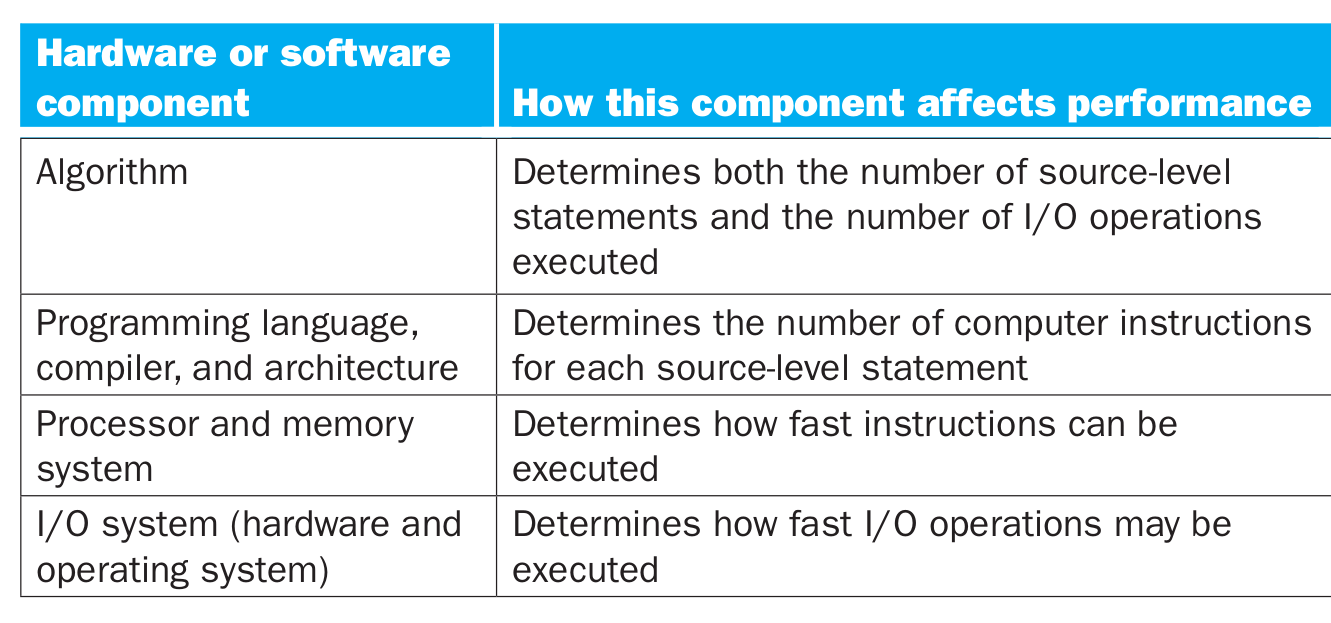 Hardware or software
component
How this component affects performance
Algorithm
Determines both the number of source-level
statements and the number of I/O operations
executed
Programming language,
compiler, and architecture
Determines the number of computer instructions
for each source-level statement
Processor and memory
system
Determines how fast instructions can be
executed
I/O system (hardware and
operating system)
Determines how fast I/O operations may be
executed